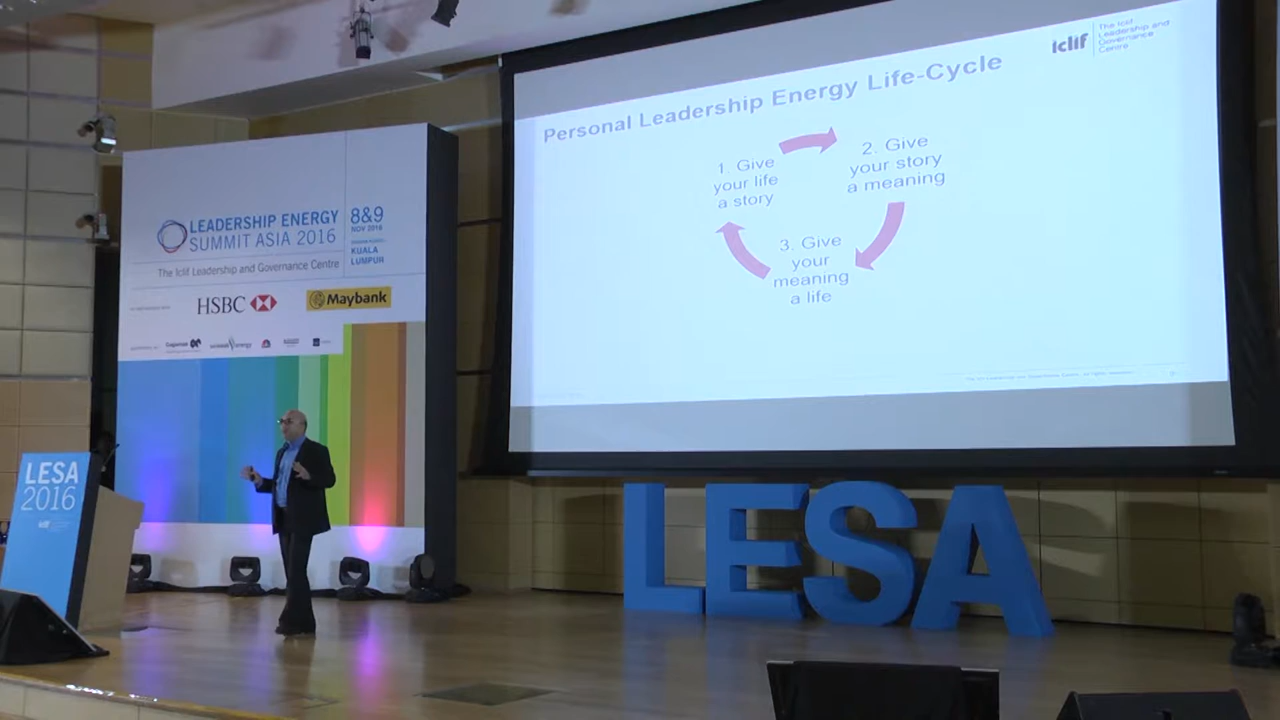 iclif
The Iclif
Leadership and
Governance
Centre
Personal Leadership Energy Life-Cycle
1. Give
your life
a story
2. Give
your story
a meaning
3. Give
your
meaning
a life
LEADERSHIP ENERGY
SUMMIT ASIA 2016
8&9
NOV 2016
KUALA
LUMPUR
The Iclif Leadership and Governance Centre
HSBC
Maybank
LESA
2016
LESA